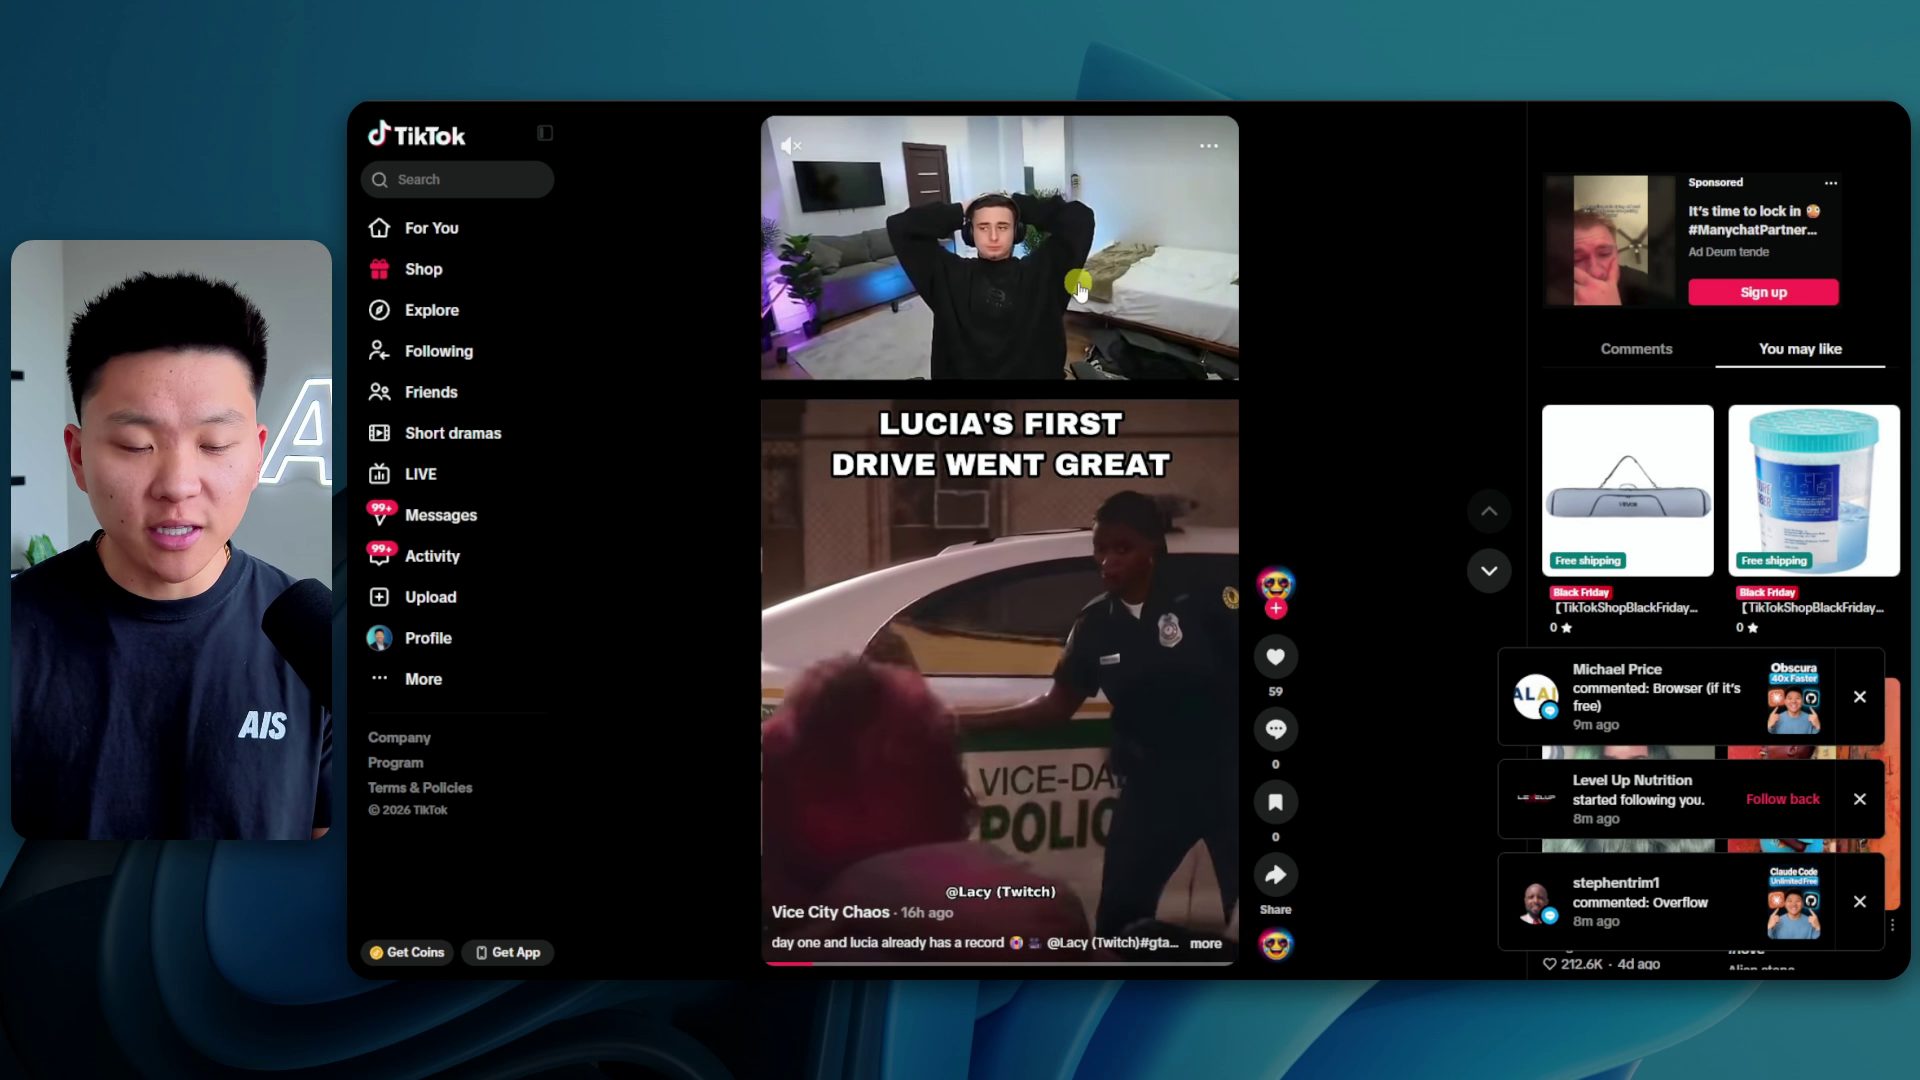 TikTok
Search
For You
Shop
Explore
Following
Friends
Short dramas
LIVE
99+
Messages
99+
Activity
Upload
Profile
More
Company
Program
Terms & Policies
© 2026 TikTok
Get Coins
Get App
AIS
LUCIA'S FIRST
DRIVE WENT GREAT
VICE-DA
POLIC
@Lacy (Twitch)
Vice City Chaos · 16h ago
day one and lucia already has a record @Lacy (Twitch)#gta... more
59
0
0
Share
Sponsored
It's time to lock in
#ManychatPartner...
Ad Deum tende
Sign up
Comments
You may like
Free shipping
Free shipping
Black Friday
【TikTokShopBlackFriday...
0
Black Friday
【TikTokShopBlackFriday...
0
Michael Price
commented: Browser (if it's
free)
9m ago
Obscura
40x Faster
Level Up Nutrition
started following you.
8m ago
Follow back
stephentrim1
commented: Overflow
8m ago
Claude Code
Unlimited Free
212.6K · 4d ago